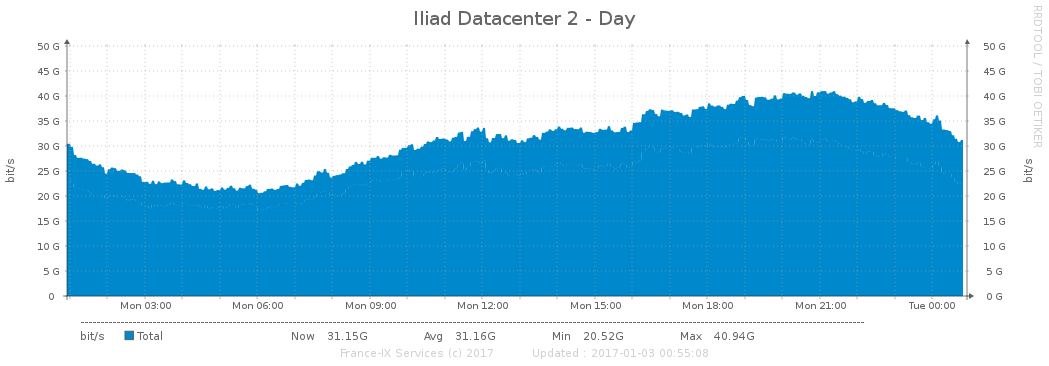 Iliad Datacenter 2 - Day
RRDTOOL / TOBI OETIKER
50 G 50 G
45 G 45 G
40 G 40 G
35 G 35 G
30 G 30 G
25 G 25 G
20 G 20 G
15 G 15 G
10 G 10 G
5 G 5 G
0 0 G
bit/s bit/s
Mon 03:00 Mon 06:00 Mon 09:00 Mon 12:00 Mon 15:00 Mon 18:00 Mon 21:00 Tue 00:00
bit/s Total Now 31.15G Avg 31.16G Min 20.52G Max 40.94G
France-IX Services (c) 2017 Updated : 2017-01-03 00:55:08